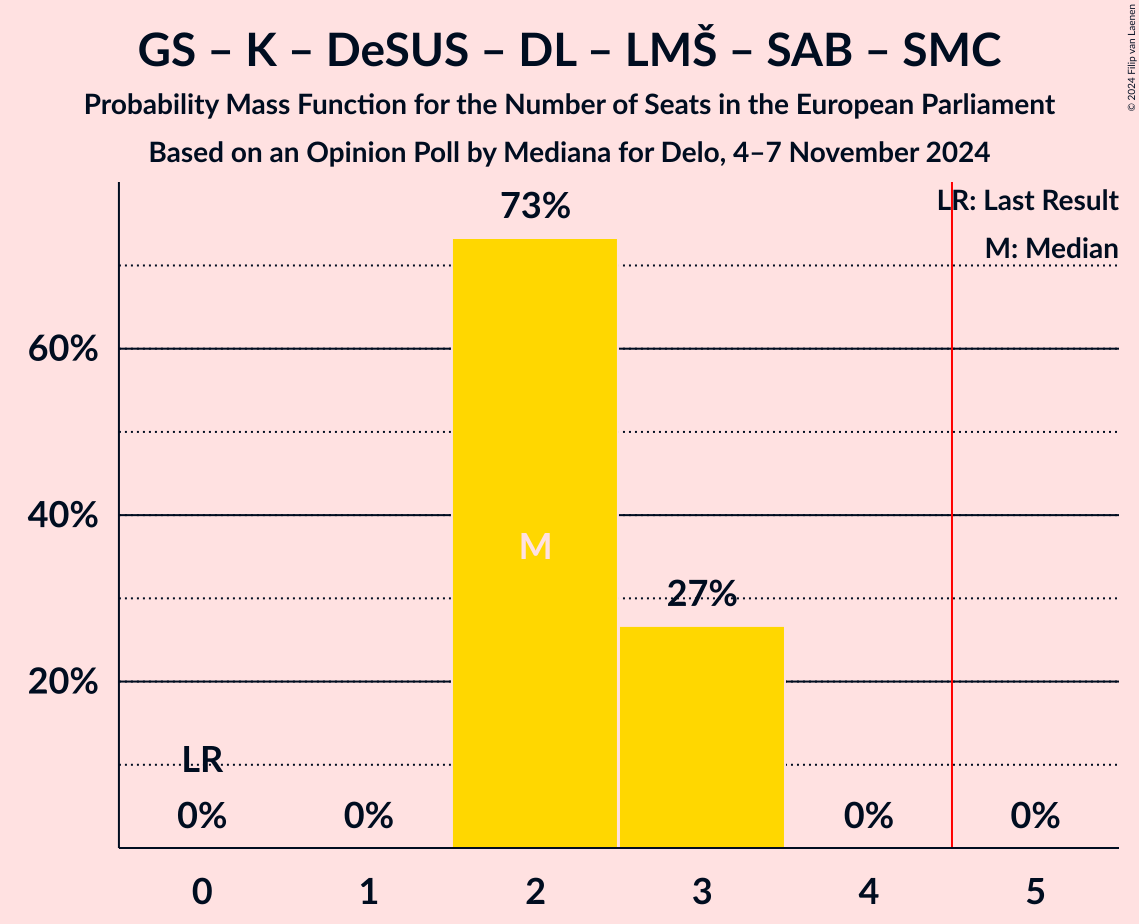 GS – K – DeSUS – DL – LMŠ – SAB – SMC
Probability Mass Function for the Number of Seats in the European Parliament
Based on an Opinion Poll by Mediana for Delo, 4–7 November 2024
© 2024 Filip van Laenen
LR: Last Result
M: Median
73%
60%
40%
M
27%
20%
LR
0%
0%
0%
0%
0
1
2
3
4
5